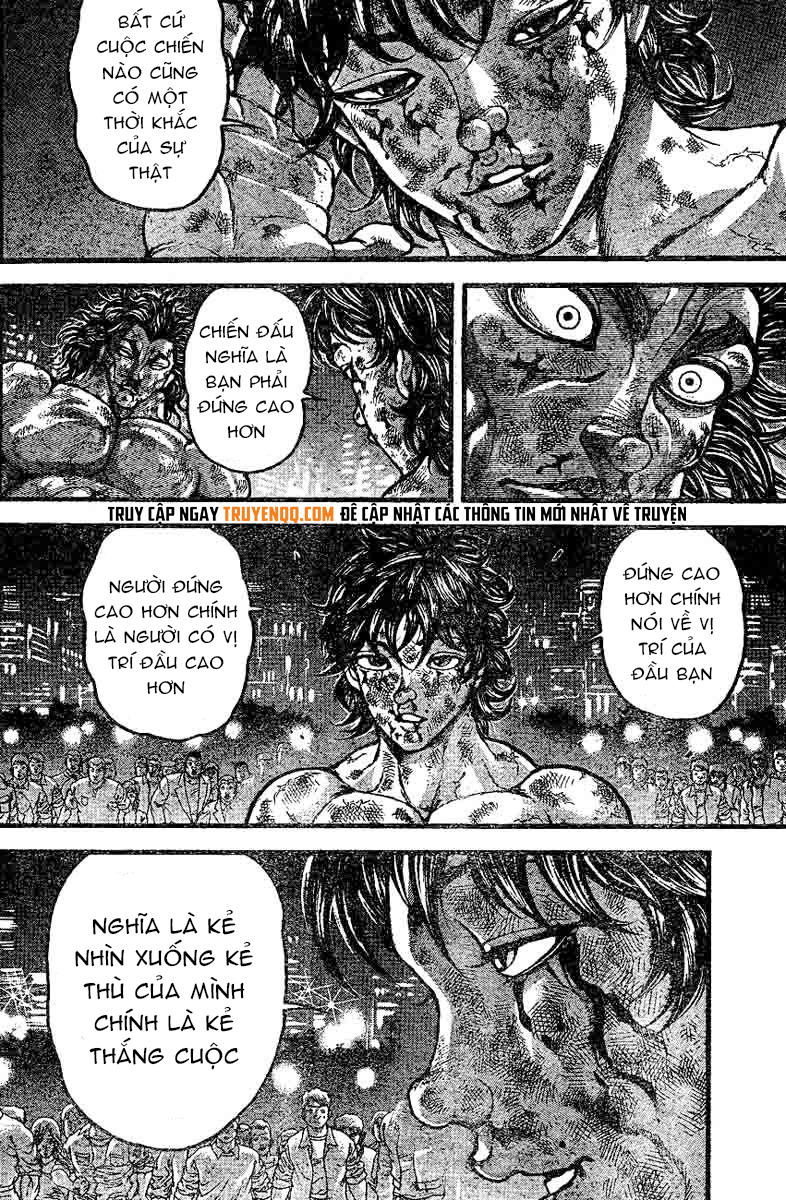 BẤT CỨ
CUỘC CHIẾN
NÀO CŨNG
CÓ MỘT
THỜI KHẮC
CỦA SỰ
THẬT
CHIẾN ĐẤU
NGHĨA LÀ
BẠN PHẢI
ĐỨNG CAO
HƠN
TRUY CẬP NGAY TRUYENQQ.COM ĐỂ CẬP NHẬT CÁC THÔNG TIN MỚI NHẤT VỀ TRUYỆN
ĐỨNG CAO
HƠN CHÍNH
NÓI VỀ VỊ
TRÍ CỦA
ĐẦU BẠN
NGƯỜI ĐỨNG
CAO HƠN CHÍNH
LÀ NGƯỜI CÓ VỊ
TRÍ ĐẦU CAO
HƠN
NGHĨA LÀ KẺ
NHÌN XUỐNG KẺ
THÙ CỦA MÌNH
CHÍNH LÀ KẺ
THẮNG CUỘC